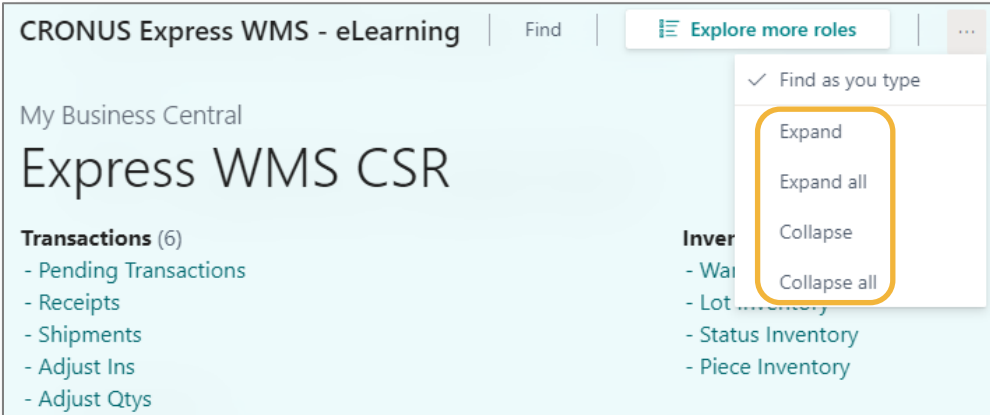 CRONUS Express WMS - eLearning Find Explore more roles ...
Find as you type
My Business Central
Expand
Express WMS CSR
Expand all
Collapse
Collapse all
Transactions (6)
- Pending Transactions
- Receipts
- Shipments
- Adjust Ins
- Adjust Qtys
- Lot Inventory
- Status Inventory
- Piece Inventory